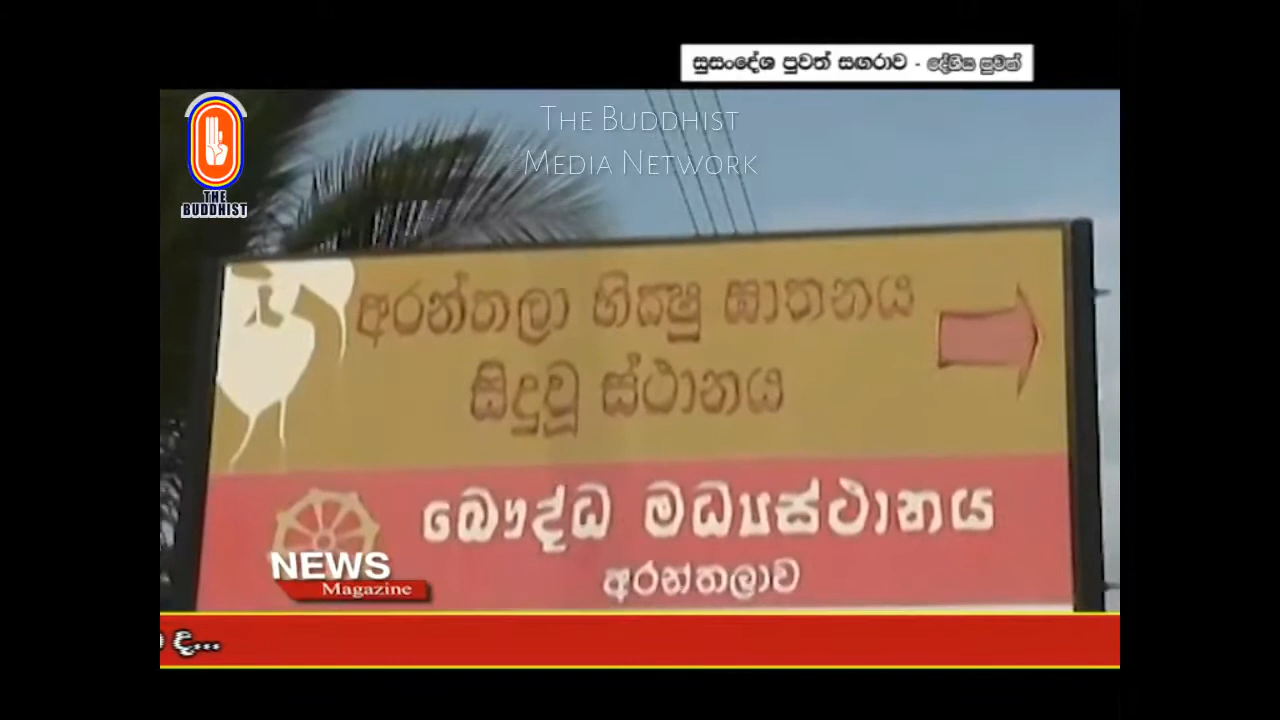 සුසංදේශ පුවත් සඟරාව - දේශීය පුවත්
THE BUDDHIST
MEDIA NETWORK
THE
BUDDHIST
අරන්තලා භික්‍ෂු ඝාතනය
සිදුවූ ස්ථානය
බෞද්ධ මධ්‍යස්ථානය
අරන්තලාව
NEWS
Magazine
ද...